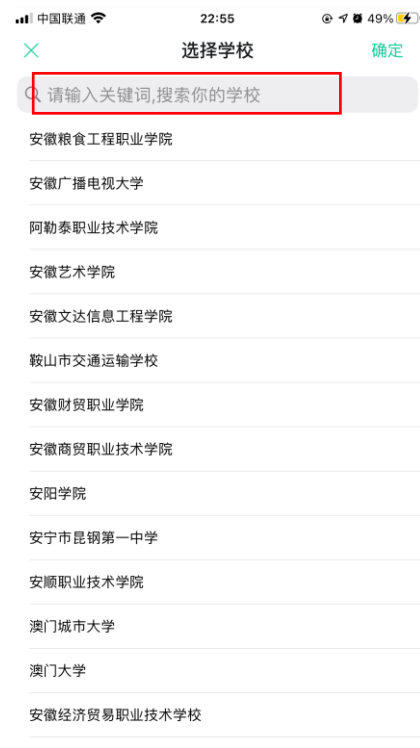 中国联通 22:55 49%
选择学校 确定
请输入关键词,搜索你的学校
安徽粮食工程职业学院
安徽广播电视大学
阿勒泰职业技术学院
安徽艺术学院
安徽文达信息工程学院
鞍山市交通运输学校
安徽财贸职业学院
安徽商贸职业技术学院
安阳学院
安宁市昆钢第一中学
安顺职业技术学院
澳门城市大学
澳门大学
安徽经济贸易职业技术学校